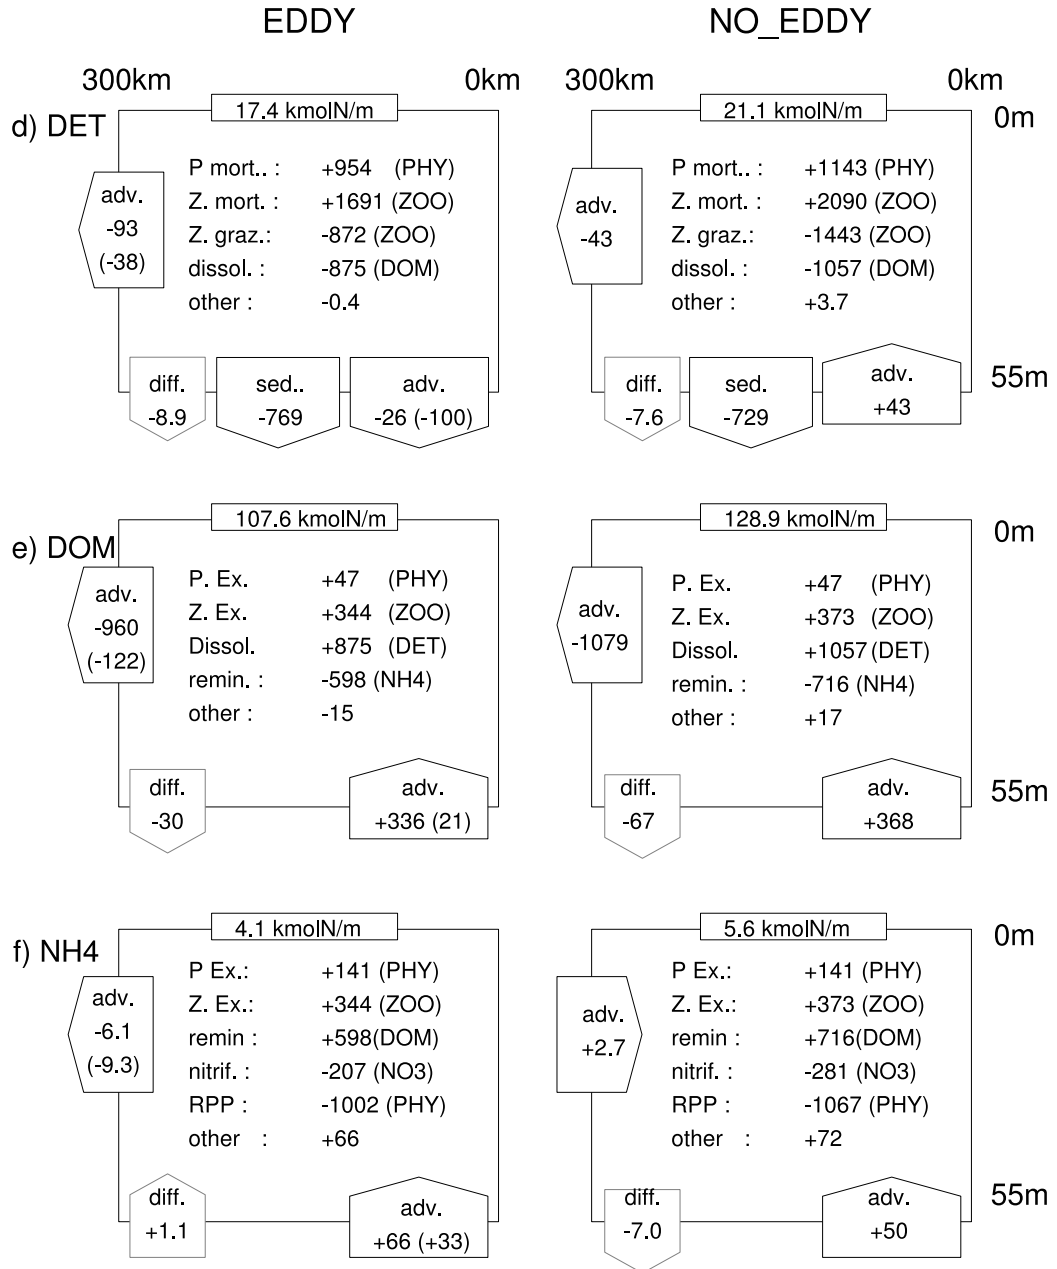 EDDY NO_EDDY
300km 0km 300km 0km
d) DET
17.4 kmolN/m
P mort.. : +954 (PHY)
Z. mort. : +1691 (ZOO)
Z. graz.: -872 (ZOO)
dissol. : -875 (DOM)
other : -0.4
adv.
-93
(-38)
diff.
-8.9
sed..
-769
adv.
-26 (-100)
21.1 kmolN/m
0m
P mort.. : +1143 (PHY)
Z. mort. : +2090 (ZOO)
Z. graz.: -1443 (ZOO)
dissol. : -1057 (DOM)
other : +3.7
adv.
-43
diff.
-7.6
sed.
-729
adv.
+43
55m
e) DOM
107.6 kmolN/m
P. Ex. +47 (PHY)
Z. Ex. +344 (ZOO)
Dissol. +875 (DET)
remin. : -598 (NH4)
other : -15
adv.
-960
(-122)
diff.
-30
adv.
+336 (21)
128.9 kmolN/m
0m
P. Ex. +47 (PHY)
Z. Ex. +373 (ZOO)
Dissol. +1057 (DET)
remin. : -716 (NH4)
other : +17
adv.
-1079
diff.
-67
adv.
+368
55m
f) NH4
4.1 kmolN/m
P Ex.: +141 (PHY)
Z. Ex.: +344 (ZOO)
remin : +598(DOM)
nitrif. : -207 (NO3)
RPP : -1002 (PHY)
other : +66
adv.
-6.1
(-9.3)
diff.
+1.1
adv.
+66 (+33)
5.6 kmolN/m
0m
P Ex.: +141 (PHY)
Z. Ex.: +373 (ZOO)
remin : +716(DOM)
nitrif. : -281 (NO3)
RPP : -1067 (PHY)
other : +72
adv.
+2.7
diff.
-7.0
adv.
+50
55m